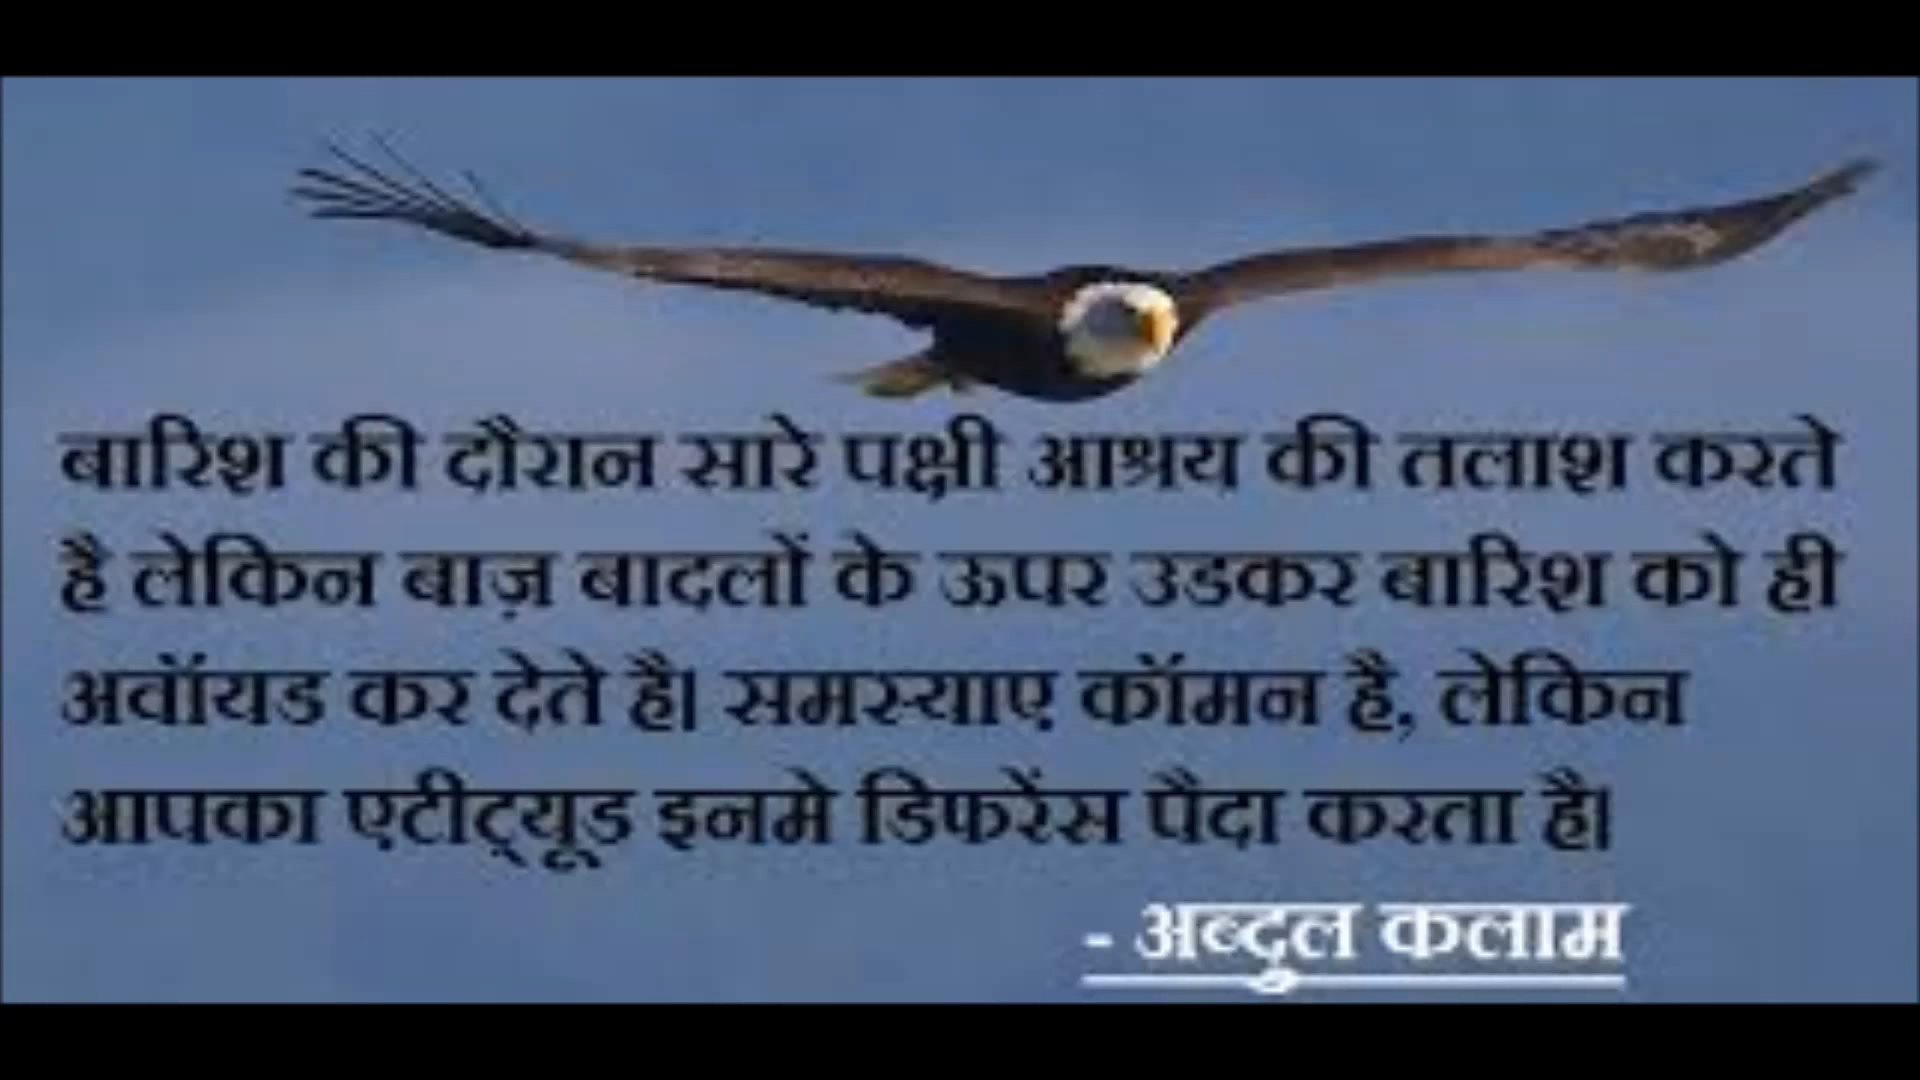 बारिश की दौरान सारे पक्षी आश्रय की तलाश करते
है लेकिन बाज़ बादलों के ऊपर उडकर बारिश को ही
अवॉयड कर देते है। समस्याए कॉमन है, लेकिन
आपका एटीट्यूड इनमे डिफरेंस पैदा करता है।
- अब्दुल कलाम